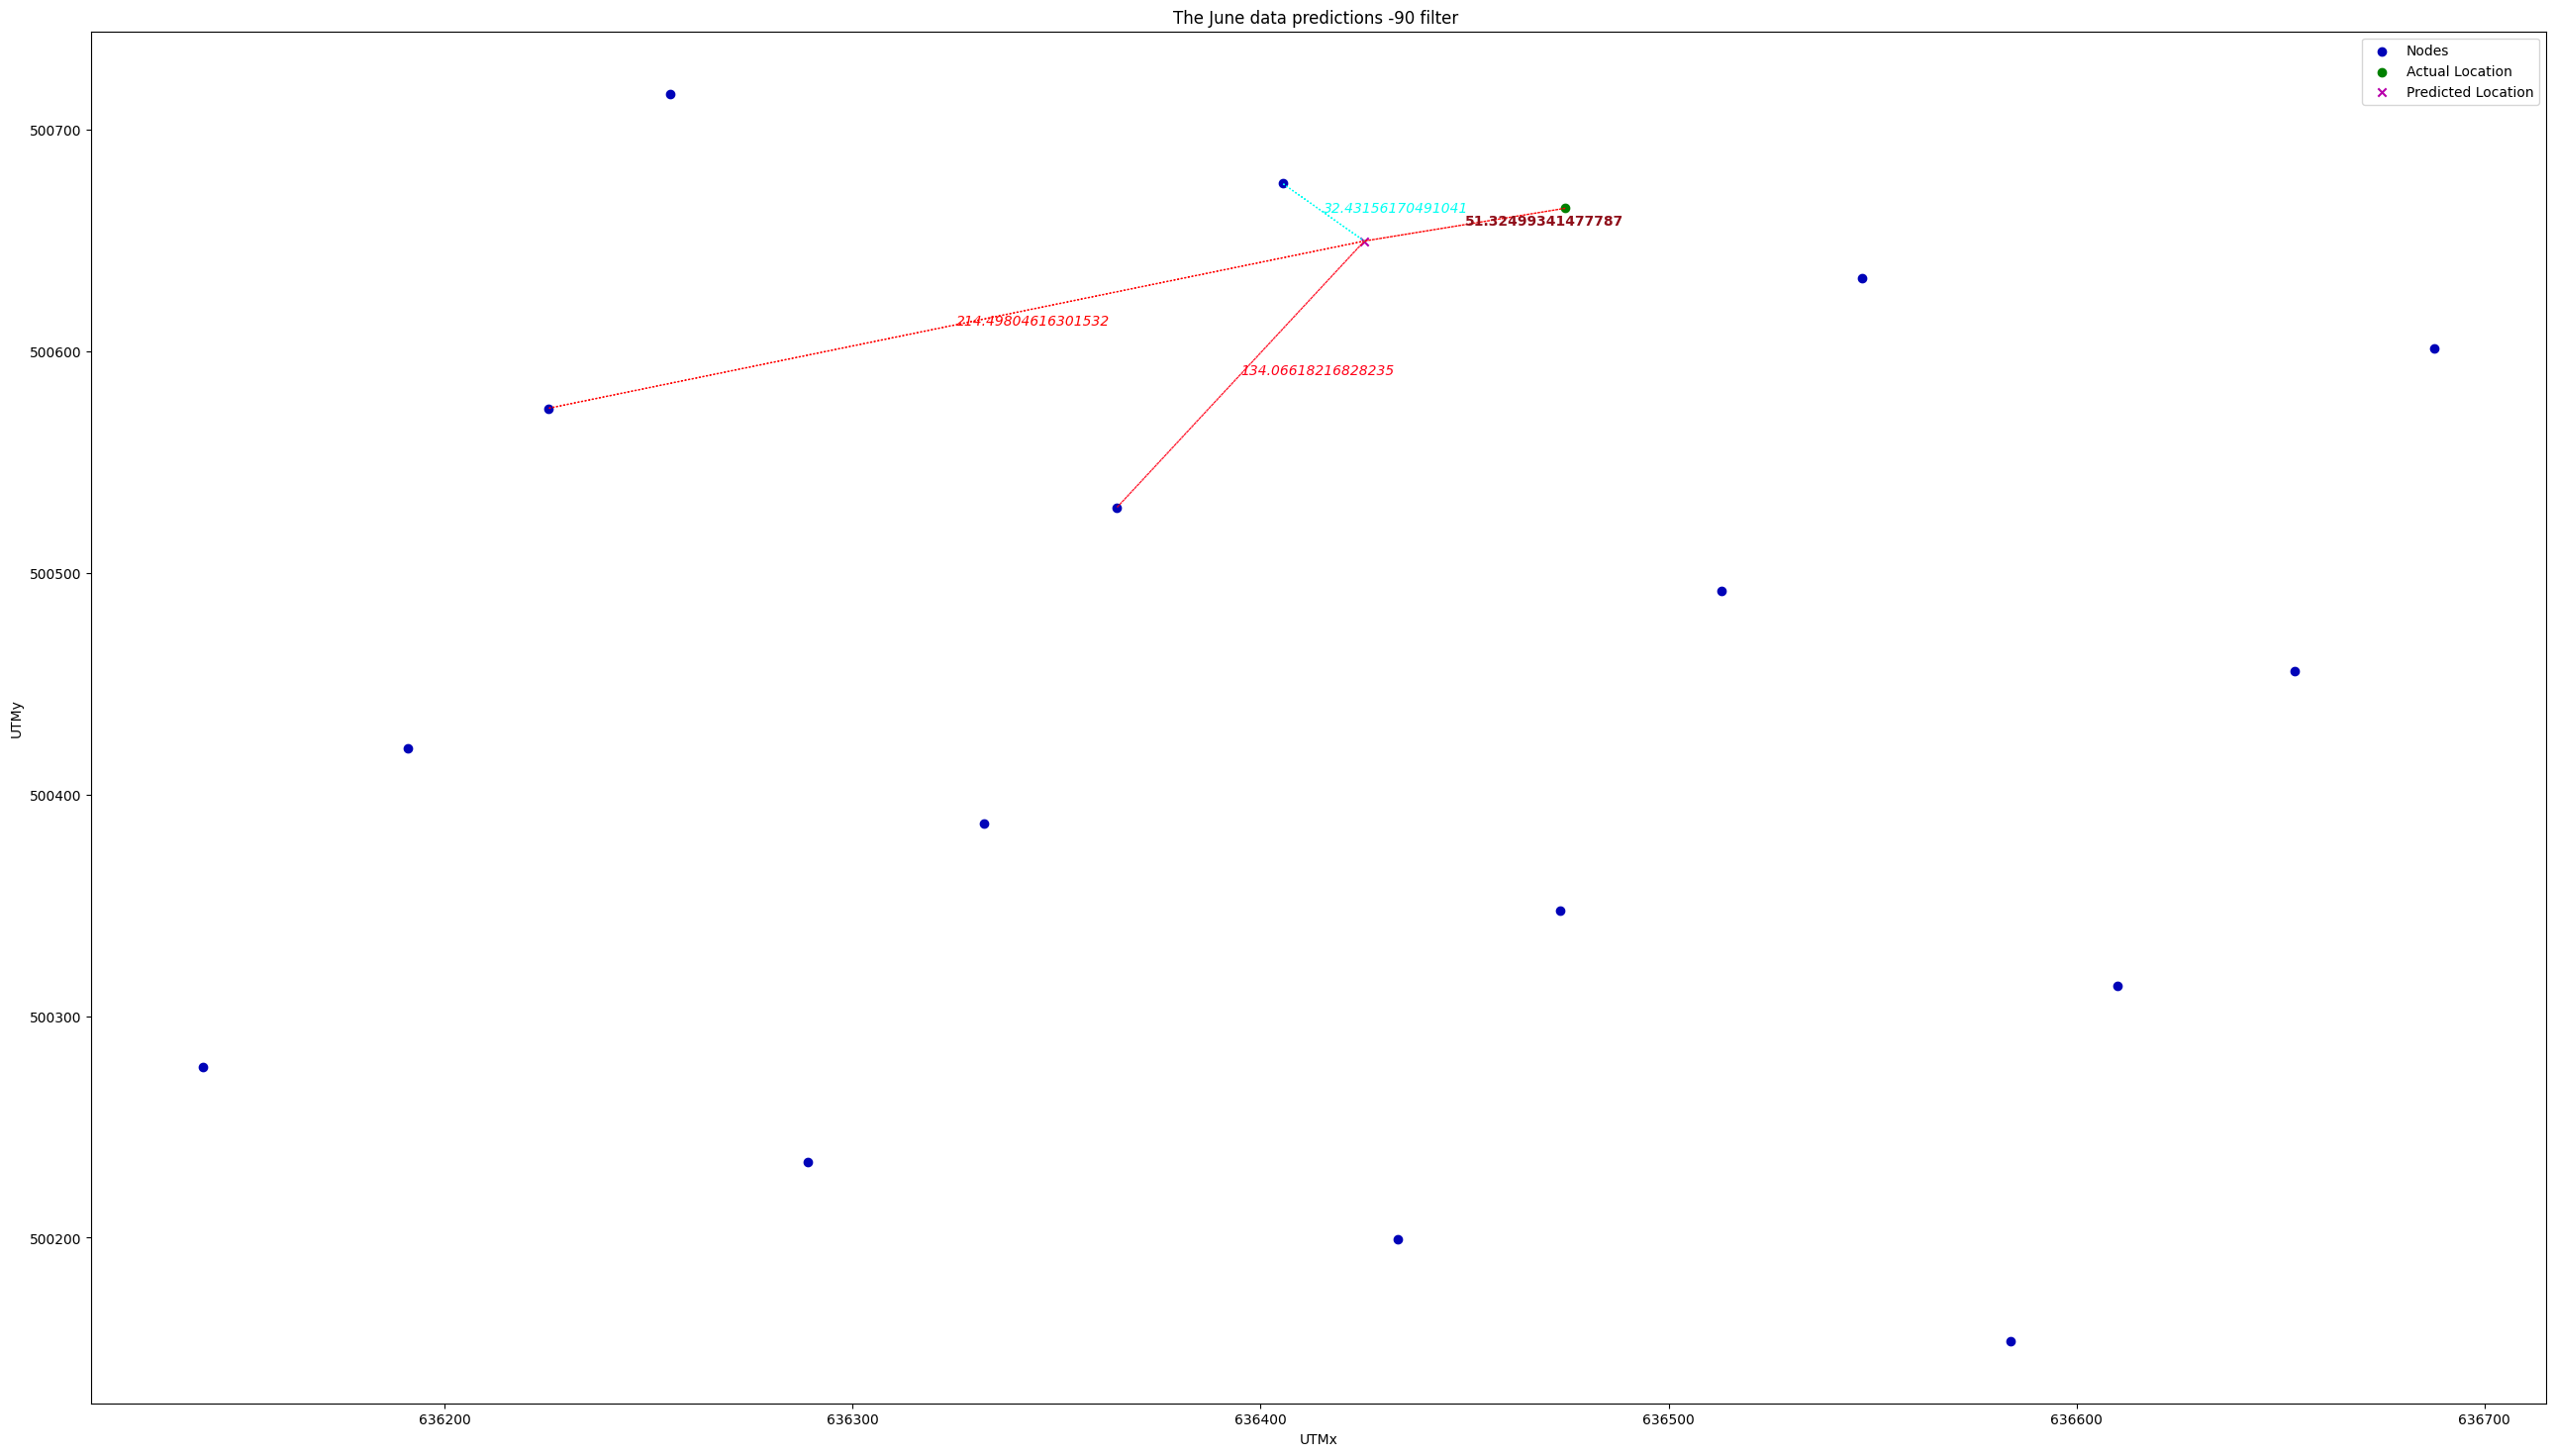 The June data predictions -90 filter
Nodes
Actual Location
Predicted Location
500700
32.43156170491041
51.32499341477787
214.49804616301532
500600
134.06618216828235
500500
UTMy
500400
500300
500200
636200
636300
636400
636500
636600
636700
UTMx